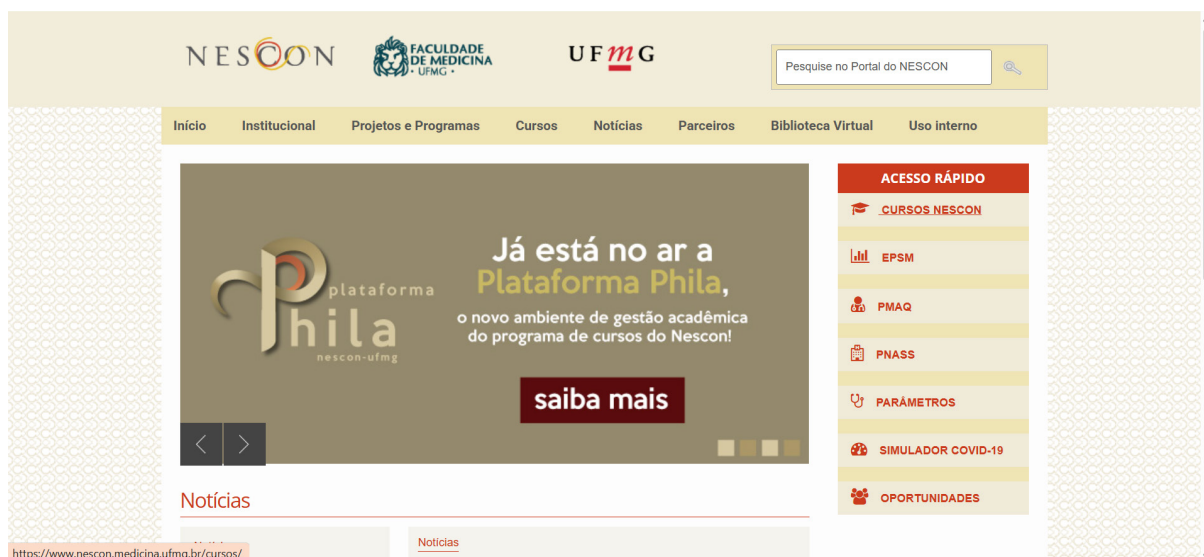 NESCON
FACULDADE
DE MEDICINA
• UFMG •
UFmG
Pesquise no Portal do NESCON
Início Institucional Projetos e Programas Cursos Notícias Parceiros Biblioteca Virtual Uso interno
plataforma
Phila
nescon-ufmg
Já está no ar a
Plataforma Phila,
o novo ambiente de gestão acadêmica
do programa de cursos do Nescon!
saiba mais
ACESSO RÁPIDO
CURSOS NESCON
EPSM
PMAQ
PNASS
PARÂMETROS
SIMULADOR COVID-19
OPORTUNIDADES
Notícias
Notícias
https://www.nescon.medicina.ufmg.br/cursos/